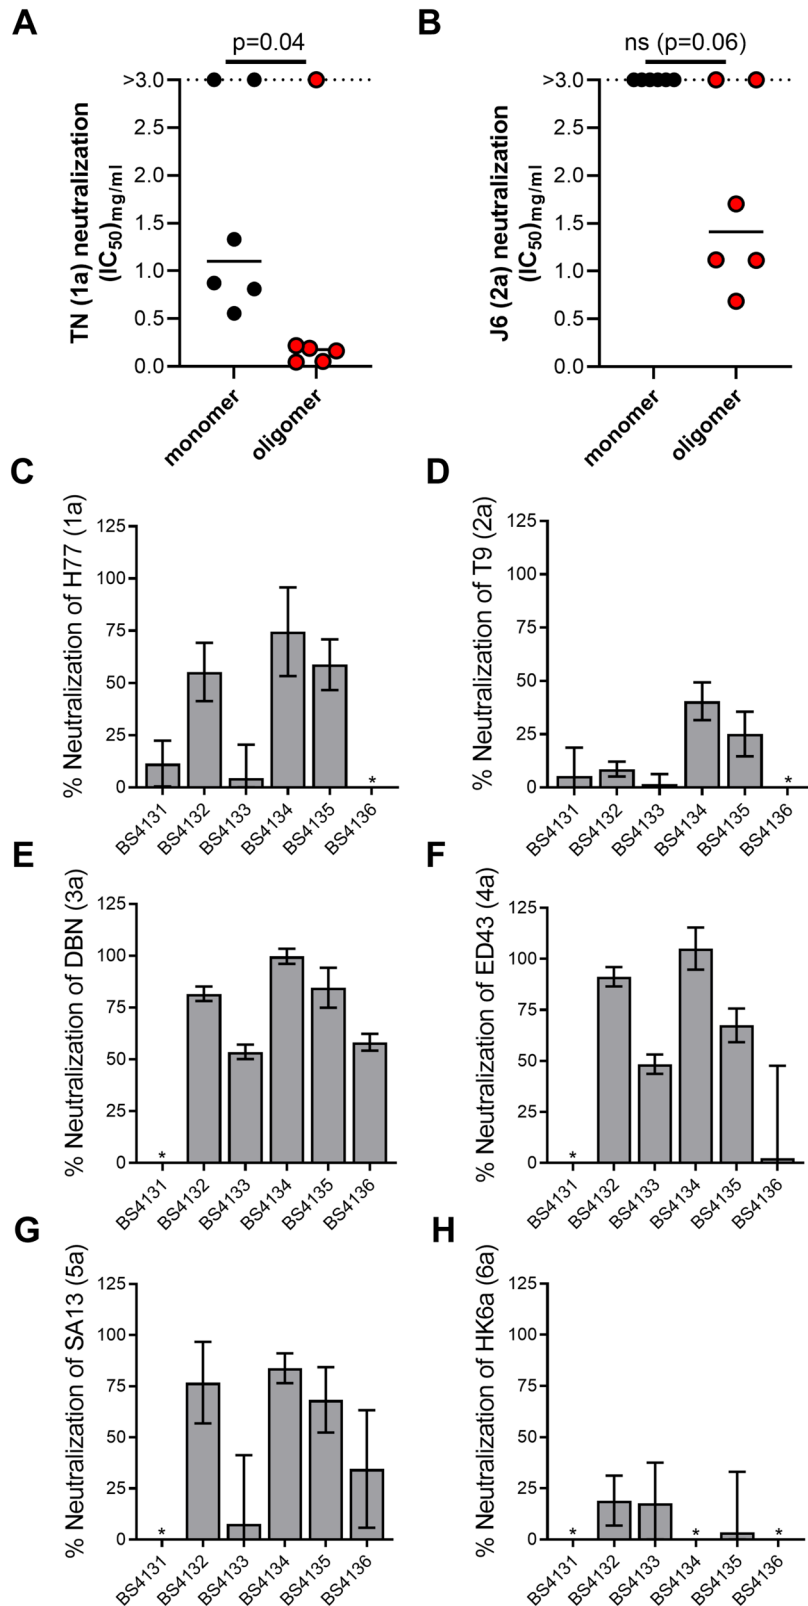 A
p=0.04
TN (1a) neutralization
(IC50)mg/ml
>3.0
2.5
2.0
1.5
1.0
0.5
0.0
monomer
oligomer
B
ns (p=0.06)
J6 (2a) neutralization
(IC50)mg/ml
>3.0
2.5
2.0
1.5
1.0
0.5
0.0
monomer
oligomer
C
% Neutralization of H77 (1a)
125
100
75
50
25
0
*
BS4131
BS4132
BS4133
BS4134
BS4135
BS4136
D
% Neutralization of T9 (2a)
125
100
75
50
25
0
*
BS4131
BS4132
BS4133
BS4134
BS4135
BS4136
E
% Neutralization of DBN (3a)
125
100
75
50
25
0
*
BS4131
BS4132
BS4133
BS4134
BS4135
BS4136
F
% Neutralization of ED43 (4a)
125
100
75
50
25
0
*
BS4131
BS4132
BS4133
BS4134
BS4135
BS4136
G
% Neutralization of SA13 (5a)
125
100
75
50
25
0
*
BS4131
BS4132
BS4133
BS4134
BS4135
BS4136
H
% Neutralization of HK6a (6a)
125
100
75
50
25
0
* * *
BS4131
BS4132
BS4133
BS4134
BS4135
BS4136